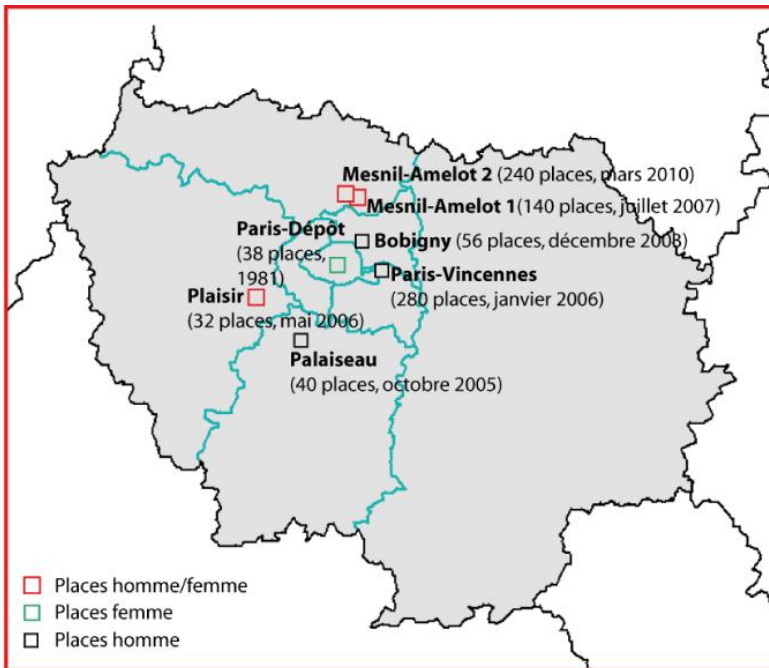 Mesnil-Amelot 2 (240 places, mars 2010)
Mesnil-Amelot 1 (140 places, juillet 2007)
Paris-Dépôt
(38 places,
1981)
Bobigny (56 places, décembre 2003)
Paris-Vincennes
(280 places, janvier 2006)
Plaisir
(32 places, mai 2006)
Palaiseau
(40 places, octobre 2005)
Places homme/femme
Places femme
Places homme